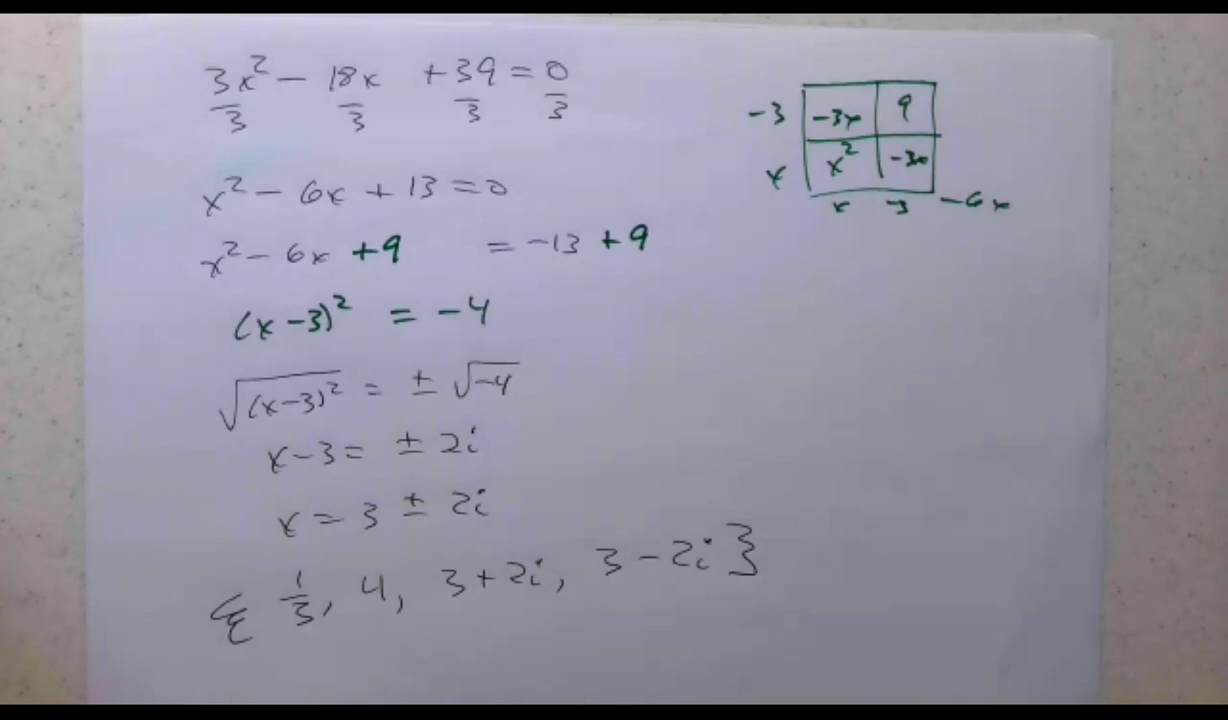 3x² - 18x + 39 = 0
3 3 3 3
x² - 6x + 13 = 0
x² - 6x + 9 = -13 + 9
(x - 3)² = -4
√(x-3)² = ± √-4
x - 3 = ± 2i
x = 3 ± 2i
{ 1/3, 4, 3 + 2i, 3 - 2i }
-3 -3x 9
x x² -3x
x -3 -6x